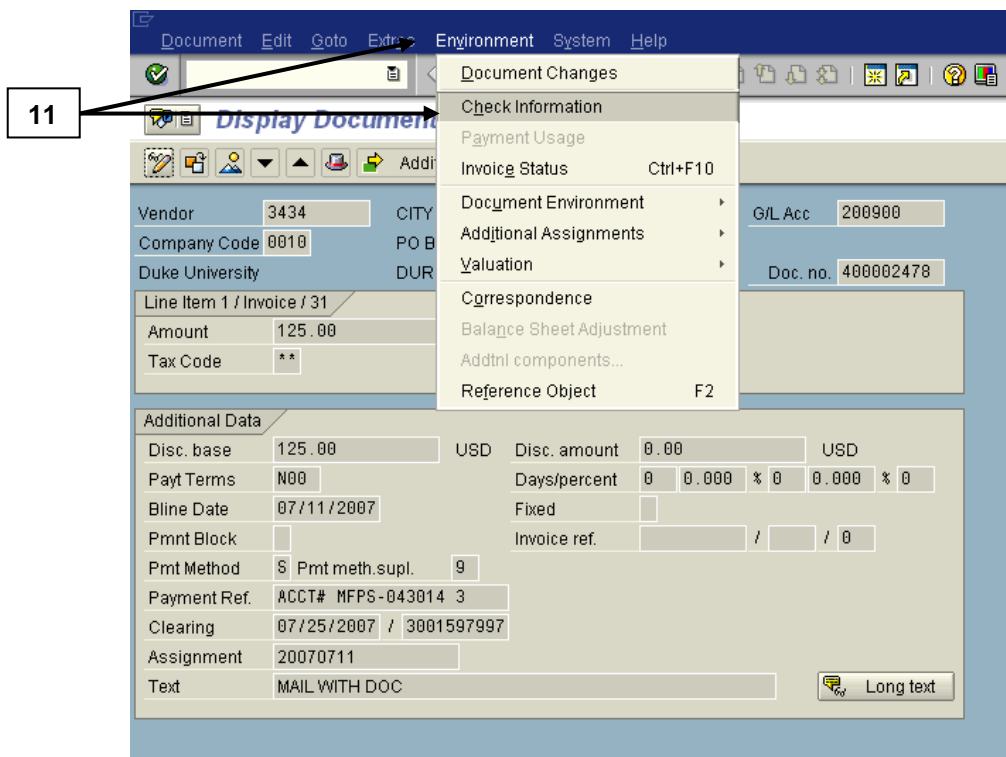 Document Edit Goto Extras Environment System Help
Document Changes
11
Check Information
Display Document
Payment Usage
Invoice Status Ctrl+F10
Addi
Document Environment
Vendor 3434 CITY G/L Acc 200900
Additional Assignments
Company Code 0010 PO B
Valuation
Duke University DUR Doc. no. 400002478
Correspondence
Line Item 1 / Invoice / 31
Balance Sheet Adjustment
Amount 125.00
Addtnl components...
Tax Code **
Reference Object F2
Additional Data
Disc. base 125.00 USD Disc. amount 0.00 USD
Payt Terms N00 Days/percent 0 0.000 % 0 0.000 % 0
Bline Date 07/11/2007 Fixed
Pmnt Block Invoice ref. / / 0
Pmt Method S Pmt meth.supl. 9
Payment Ref. ACCT# MFPS-043014 3
Clearing 07/25/2007 / 3001597997
Assignment 20070711
Text MAIL WITH DOC Long text